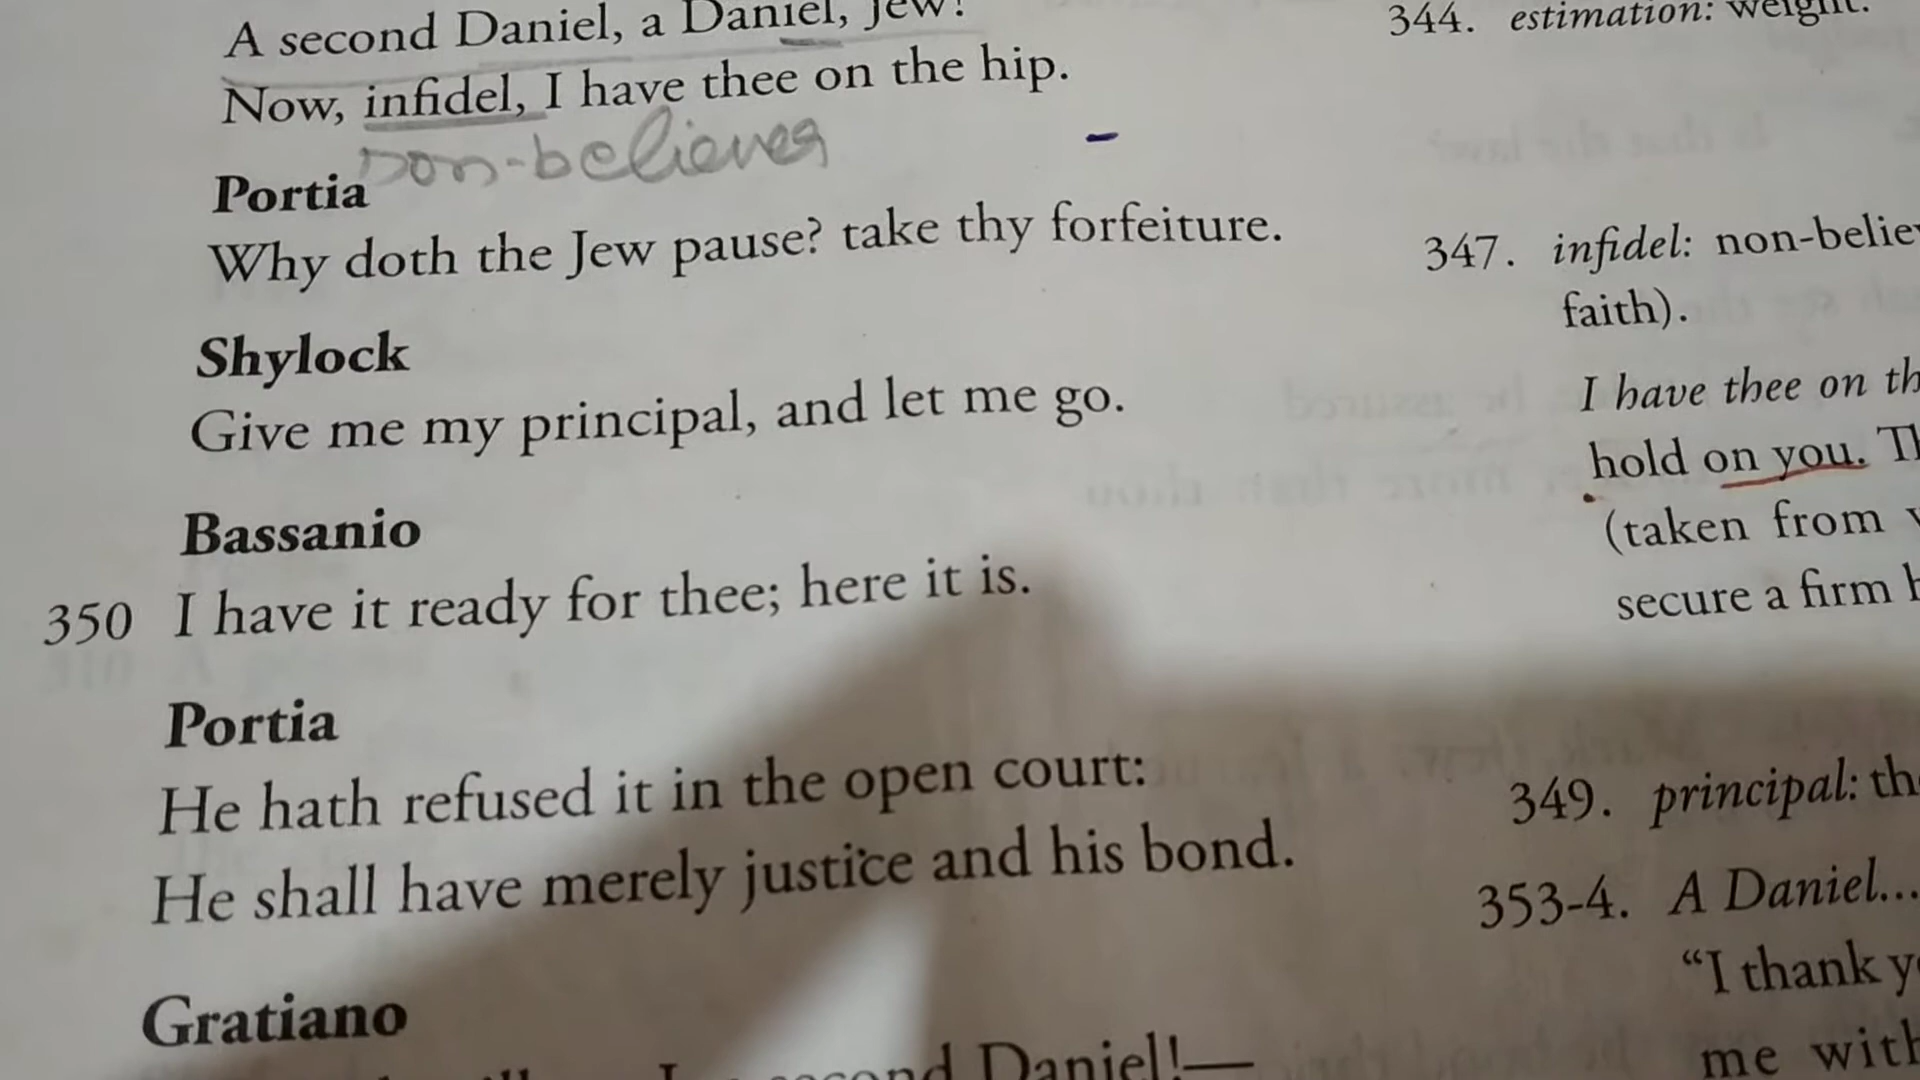 A second Daniel, a Daniel, Jew!
Now, infidel, I have thee on the hip.
non-believer
Portia
Why doth the Jew pause? take thy forfeiture.
Shylock
Give me my principal, and let me go.
Bassanio
350 I have it ready for thee; here it is.
Portia
He hath refused it in the open court:
He shall have merely justice and his bond.
Gratiano
second Daniel!—
344. estimation: weight.
347. infidel: non-believ
faith).
I have thee on th
hold on you. Th
(taken from
secure a firm h
349. principal: th
353-4. A Daniel...
"I thank y
me with